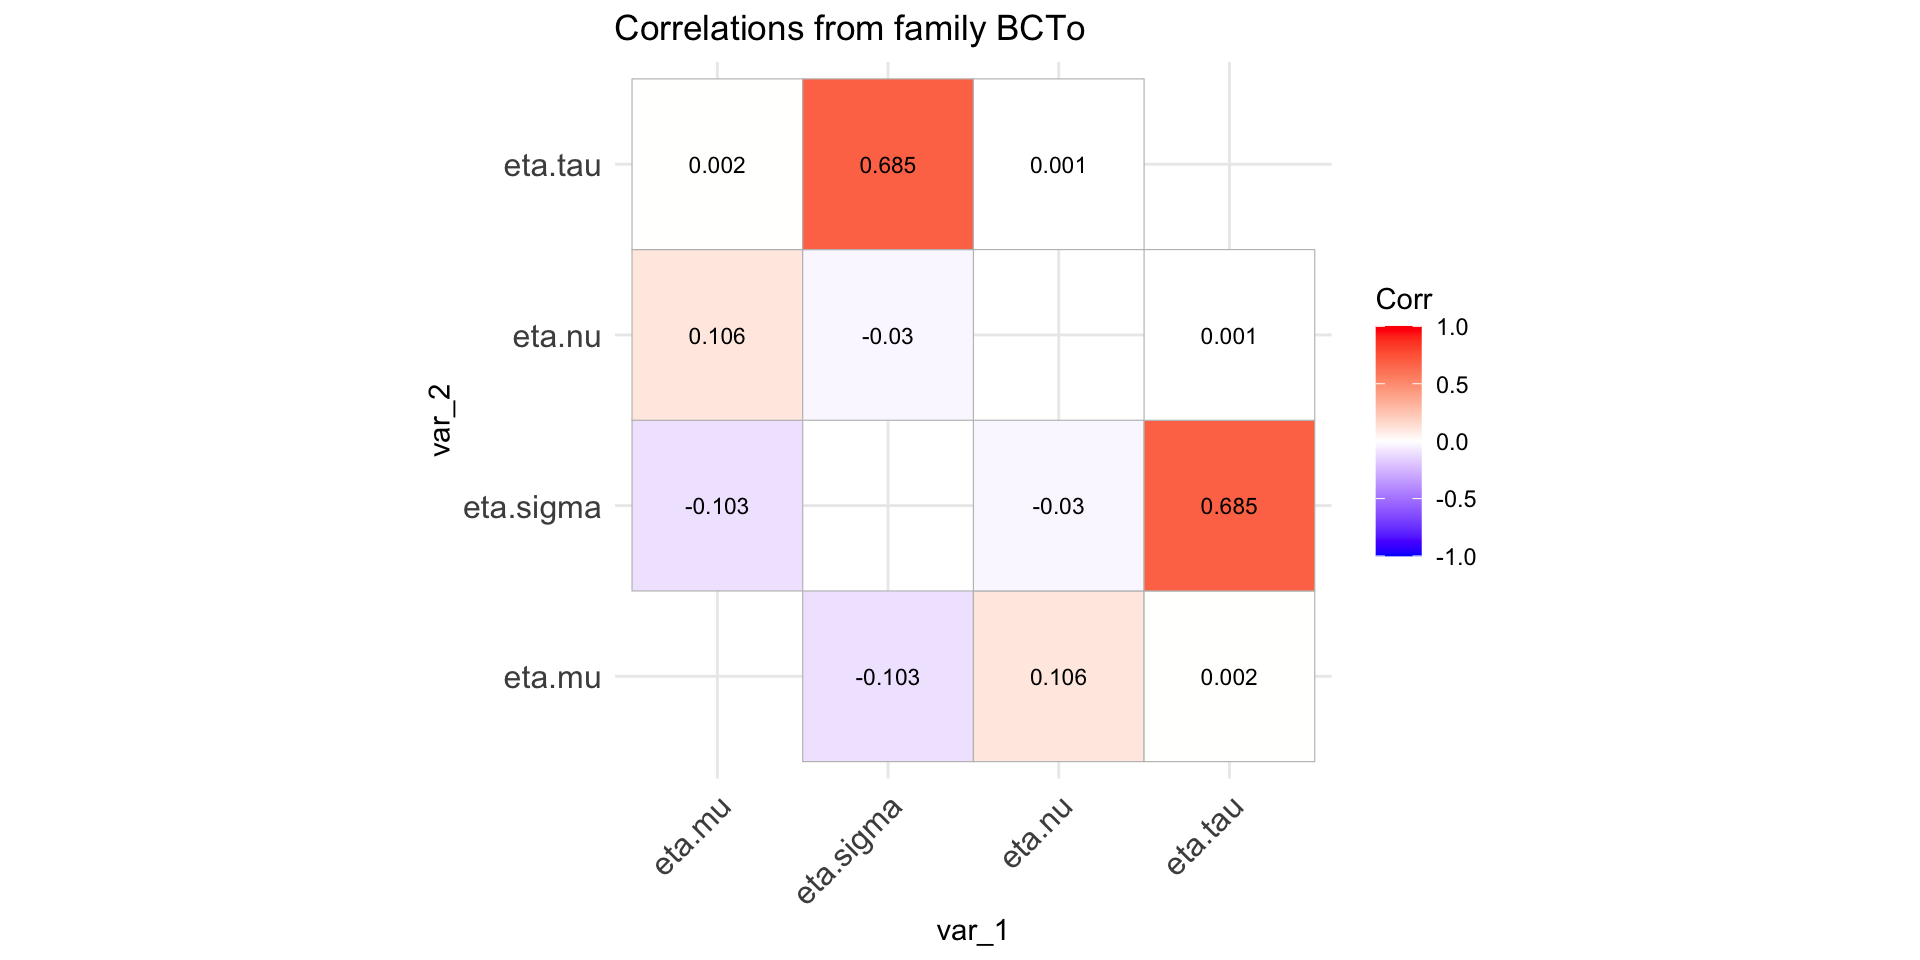 Correlations from family BCTo
eta.tau
0.002
0.685
0.001
eta.nu
0.106
-0.03
0.001
eta.sigma
-0.103
-0.03
0.685
eta.mu
-0.103
0.106
0.002
var_2
eta.mu
eta.sigma
eta.nu
eta.tau
var_1
Corr
1.0
0.5
0.0
-0.5
-1.0